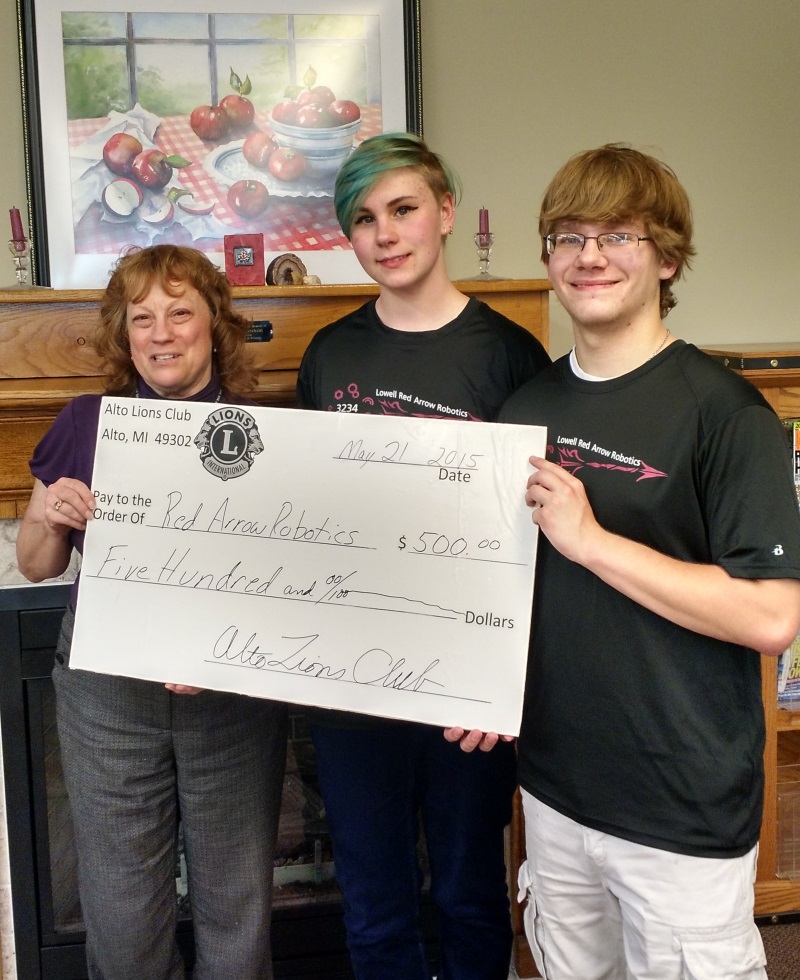 Lowell Red Arrow Robotics
3234
Lowell Red Arrow Robotics
Alto Lions Club
Alto, MI 49302
LIONS
L
INTERNATIONAL
May 21 2015
Date
Pay to the
Order Of Red Arrow Robotics $ 500.00
Five Hundred and 00/100 Dollars
Alto Lions Club
B